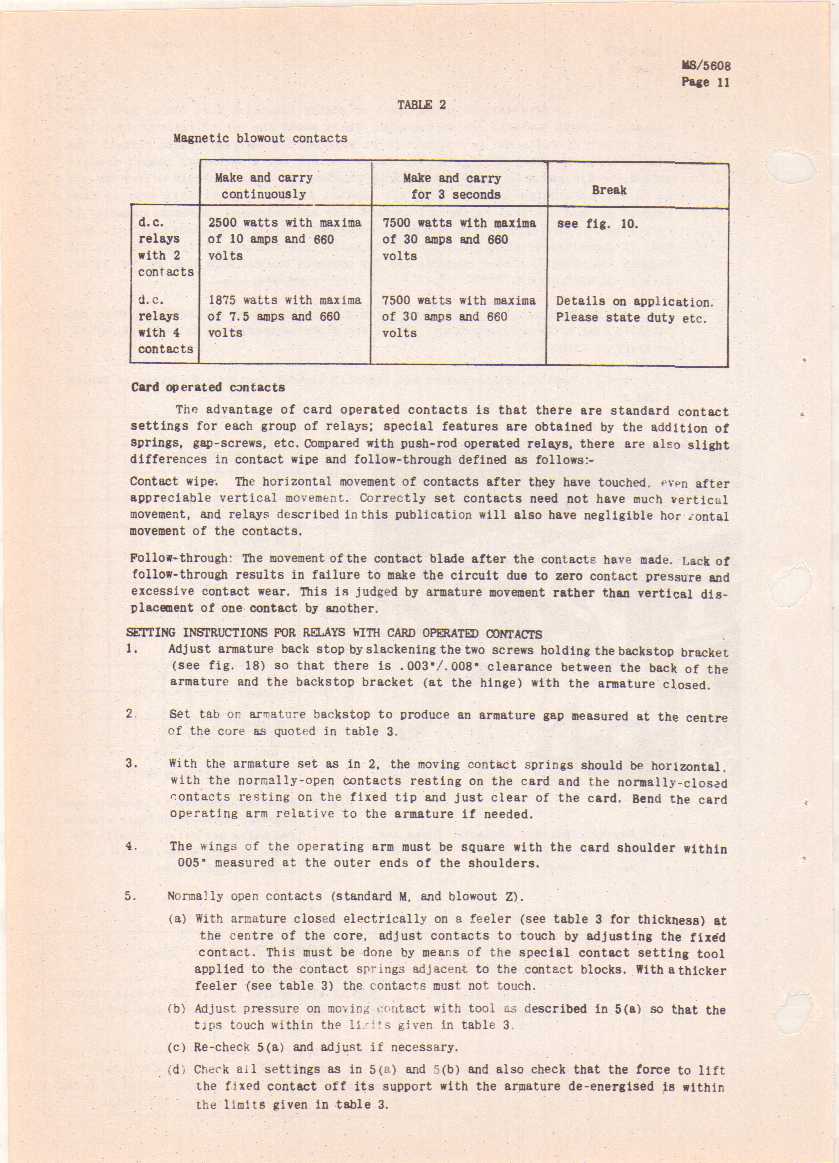 MS/5608
Page 11
TABLE 2
Magnetic blowout contacts
Make and carry continuously | Make and carry for 3 seconds | Break
d.c. | 2500 watts with maxima | 7500 watts with maxima | see fig. 10.
relays | of 10 amps and 660 | of 30 amps and 660
with 2 | volts | volts
contacts
d.c. | 1875 watts with maxima | 7500 watts with maxima | Details on application.
relays | of 7.5 amps and 660 | of 30 amps and 660 | Please state duty etc.
with 4 | volts | volts
contacts
Card operated contacts
The advantage of card operated contacts is that there are standard contact
settings for each group of relays; special features are obtained by the addition of
springs, gap-screws, etc. Compared with push-rod operated relays, there are also slight
differences in contact wipe and follow-through defined as follows:-
Contact wipe. The horizontal movement of contacts after they have touched, even after
appreciable vertical movement. Correctly set contacts need not have much vertical
movement, and relays described in this publication will also have negligible hor ontal
movement of the contacts.
Follow-through: The movement of the contact blade after the contacts have made. Lack of
follow-through results in failure to make the circuit due to zero contact pressure and
excessive contact wear. This is judged by armature movement rather than vertical dis-
placement of one contact by another.
SETTING INSTRUCTIONS FOR RELAYS WITH CARD OPERATED CONTACTS
1. Adjust armature back stop by slackening the two screws holding the backstop bracket
(see fig. 18) so that there is .003"/.008" clearance between the back of the
armature and the backstop bracket (at the hinge) with the armature closed.
2. Set tab on armature backstop to produce an armature gap measured at the centre
of the core as quoted in table 3.
3. With the armature set as in 2, the moving contact springs should be horizontal,
with the normally-open contacts resting on the card and the normally-closed
contacts resting on the fixed tip and just clear of the card. Bend the card
operating arm relative to the armature if needed.
4. The wings of the operating arm must be square with the card shoulder within
005" measured at the outer ends of the shoulders.
5. Normally open contacts (standard M, and blowout Z).
(a) With armature closed electrically on a feeler (see table 3 for thickness) at
the centre of the core, adjust contacts to touch by adjusting the fixed
contact. This must be done by means of the special contact setting tool
applied to the contact springs adjacent to the contact blocks. With a thicker
feeler (see table 3) the contacts must not touch.
(b) Adjust pressure on moving contact with tool as described in 5(a) so that the
tips touch within the limits given in table 3.
(c) Re-check 5(a) and adjust if necessary.
(d) Check all settings as in 5(a) and 5(b) and also check that the force to lift
the fixed contact off its support with the armature de-energised is within
the limits given in table 3.